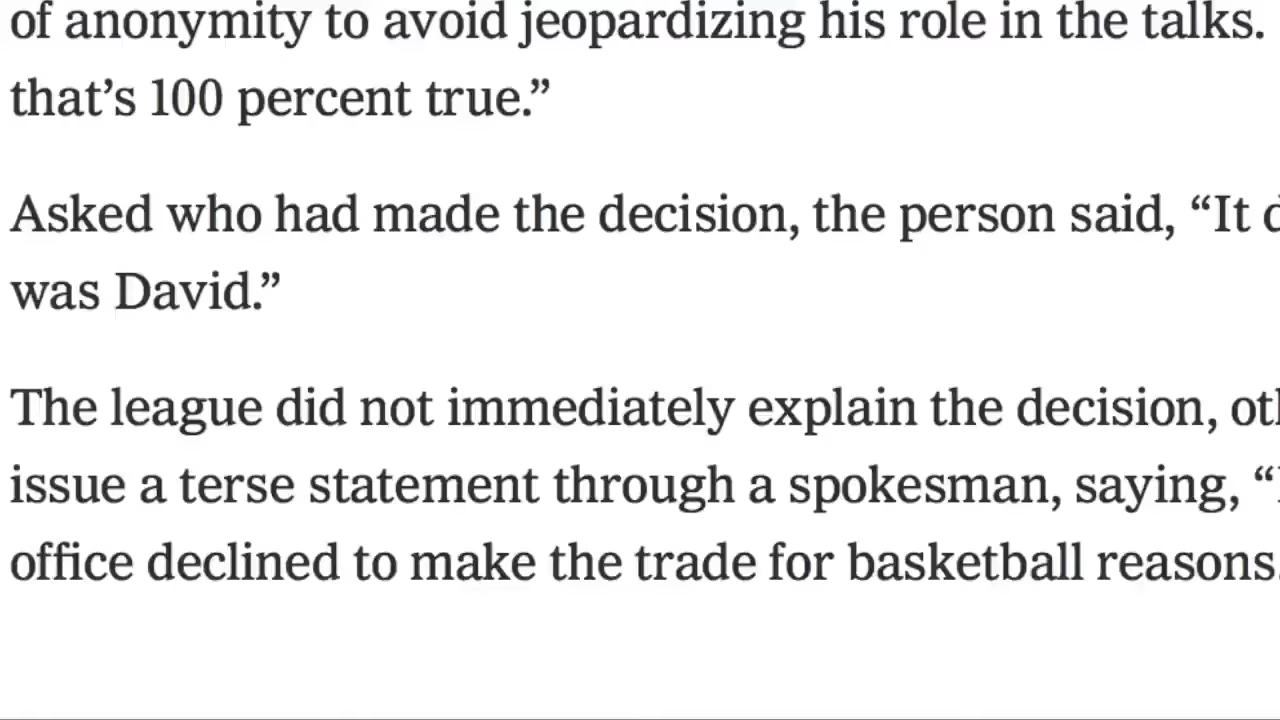 of anonymity to avoid jeopardizing his role in the talks.
that’s 100 percent true.”
Asked who had made the decision, the person said, “It
was David.”
The league did not immediately explain the decision,
issue a terse statement through a spokesman, saying, “
office declined to make the trade for basketball reasons.